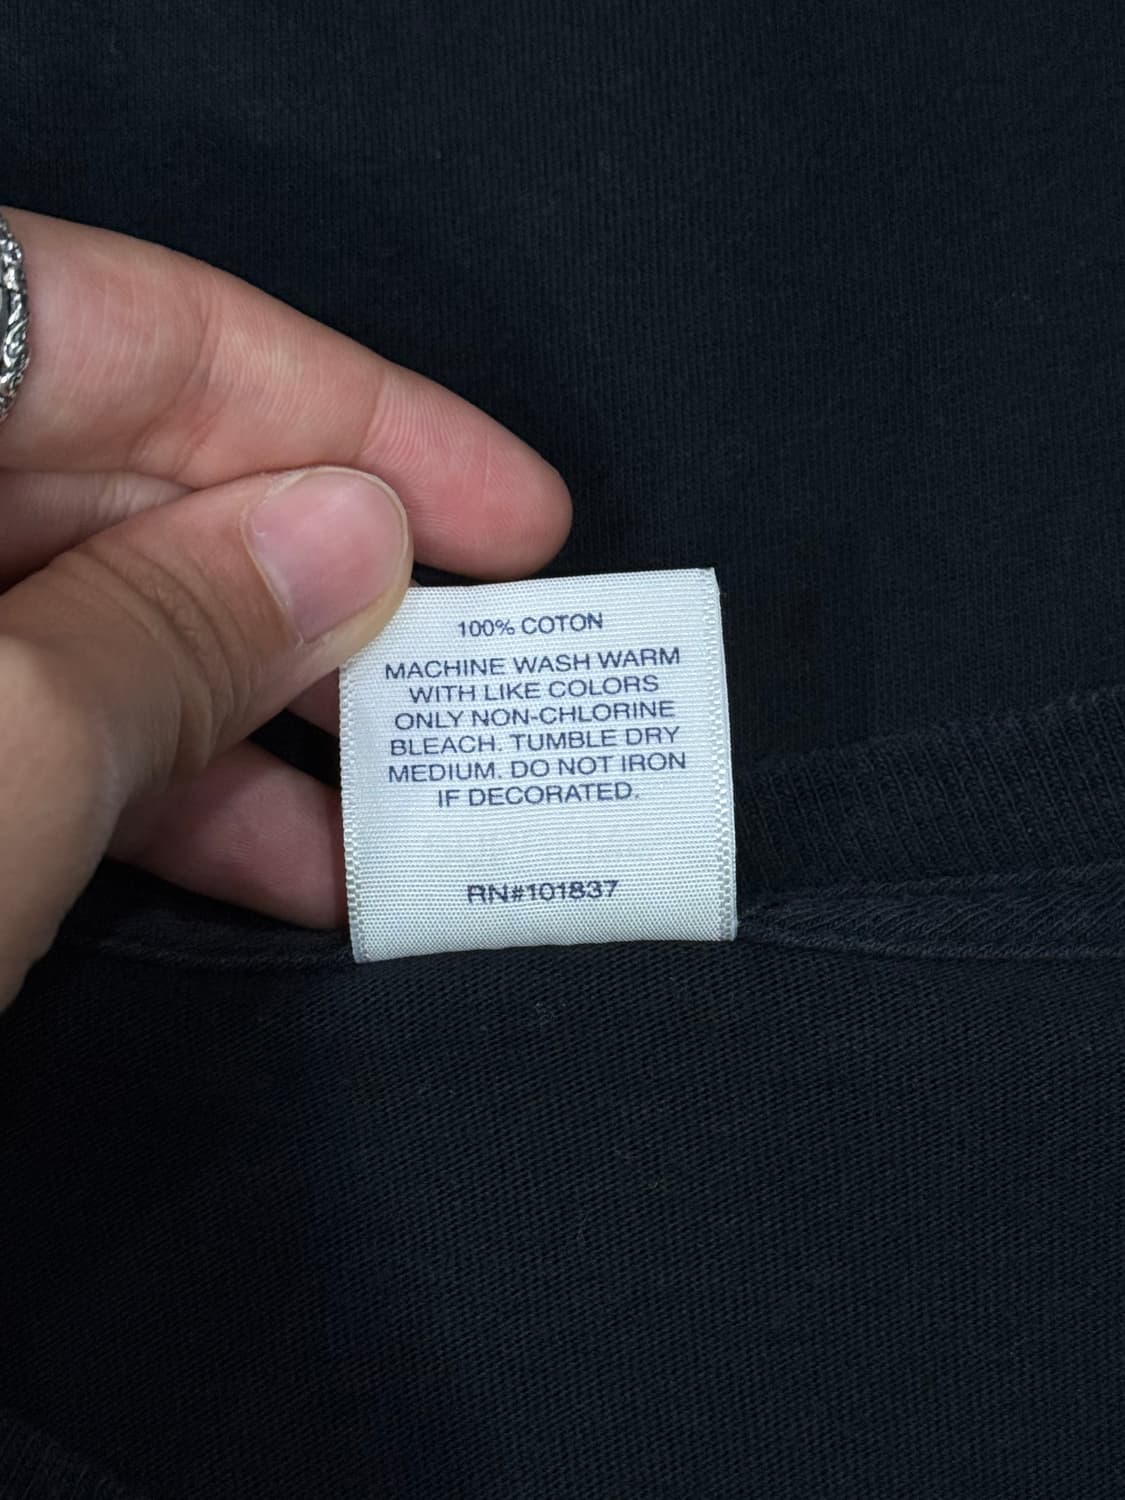 100% COTON
MACHINE WASH WARM
WITH LIKE COLORS
ONLY NON-CHLORINE
BLEACH. TUMBLE DRY
MEDIUM. DO NOT IRON
IF DECORATED.
RN#101837